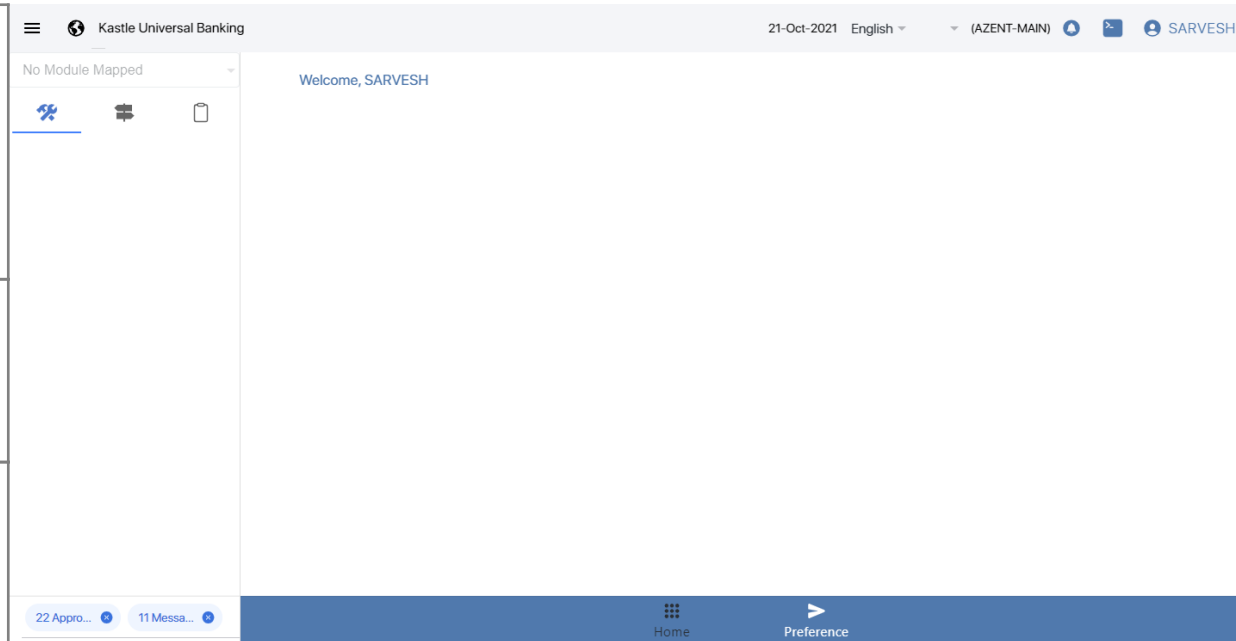 Kastle Universal Banking
21-Oct-2021 English (AZENT-MAIN) SARVESH
No Module Mapped
Welcome, SARVESH
22 Appro... 11 Messa...
Home Preference